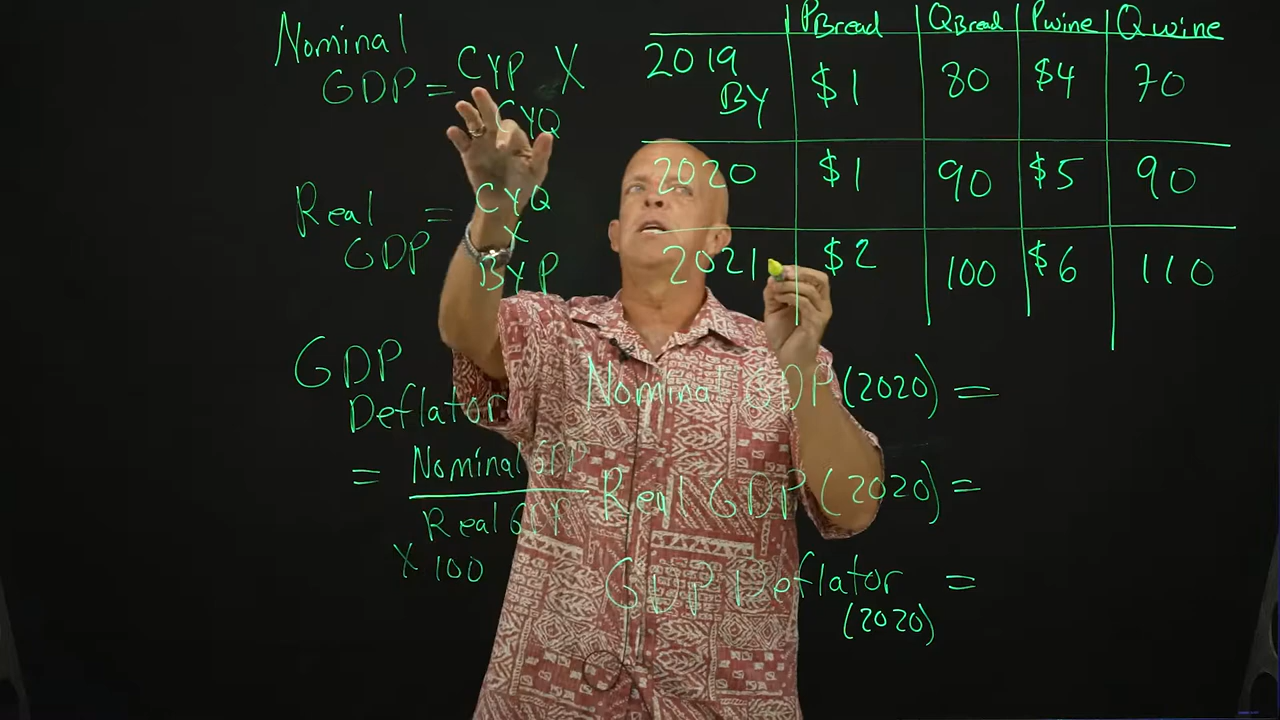 Nominal
GDP = CYP X
CYQ
Real = CYQ
GDP x
BYP
GDP
Deflator
= Nominal GDP
Real GDP
X 100
PBread QBread Pwine Qwine
2019 $1 80 $4 70
BY
2020 $1 90 $5 90
2021 $2 100 $6 110
Nominal GDP (2020) =
Real GDP (2020) =
GDP Deflator =
(2020)